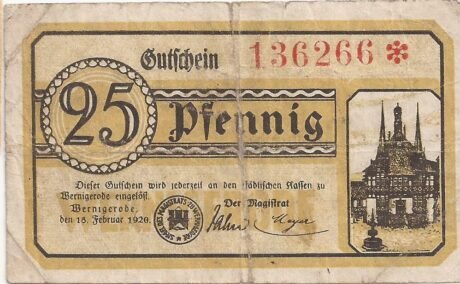 Gutschein 136266 *
25 Pfennig
Dieser Gutschein wird jederzeit an den städtischen Kassen zu
Wernigerode eingelöst.
Wernigerode,
den 15. Februar 1920.
Der Magistrat